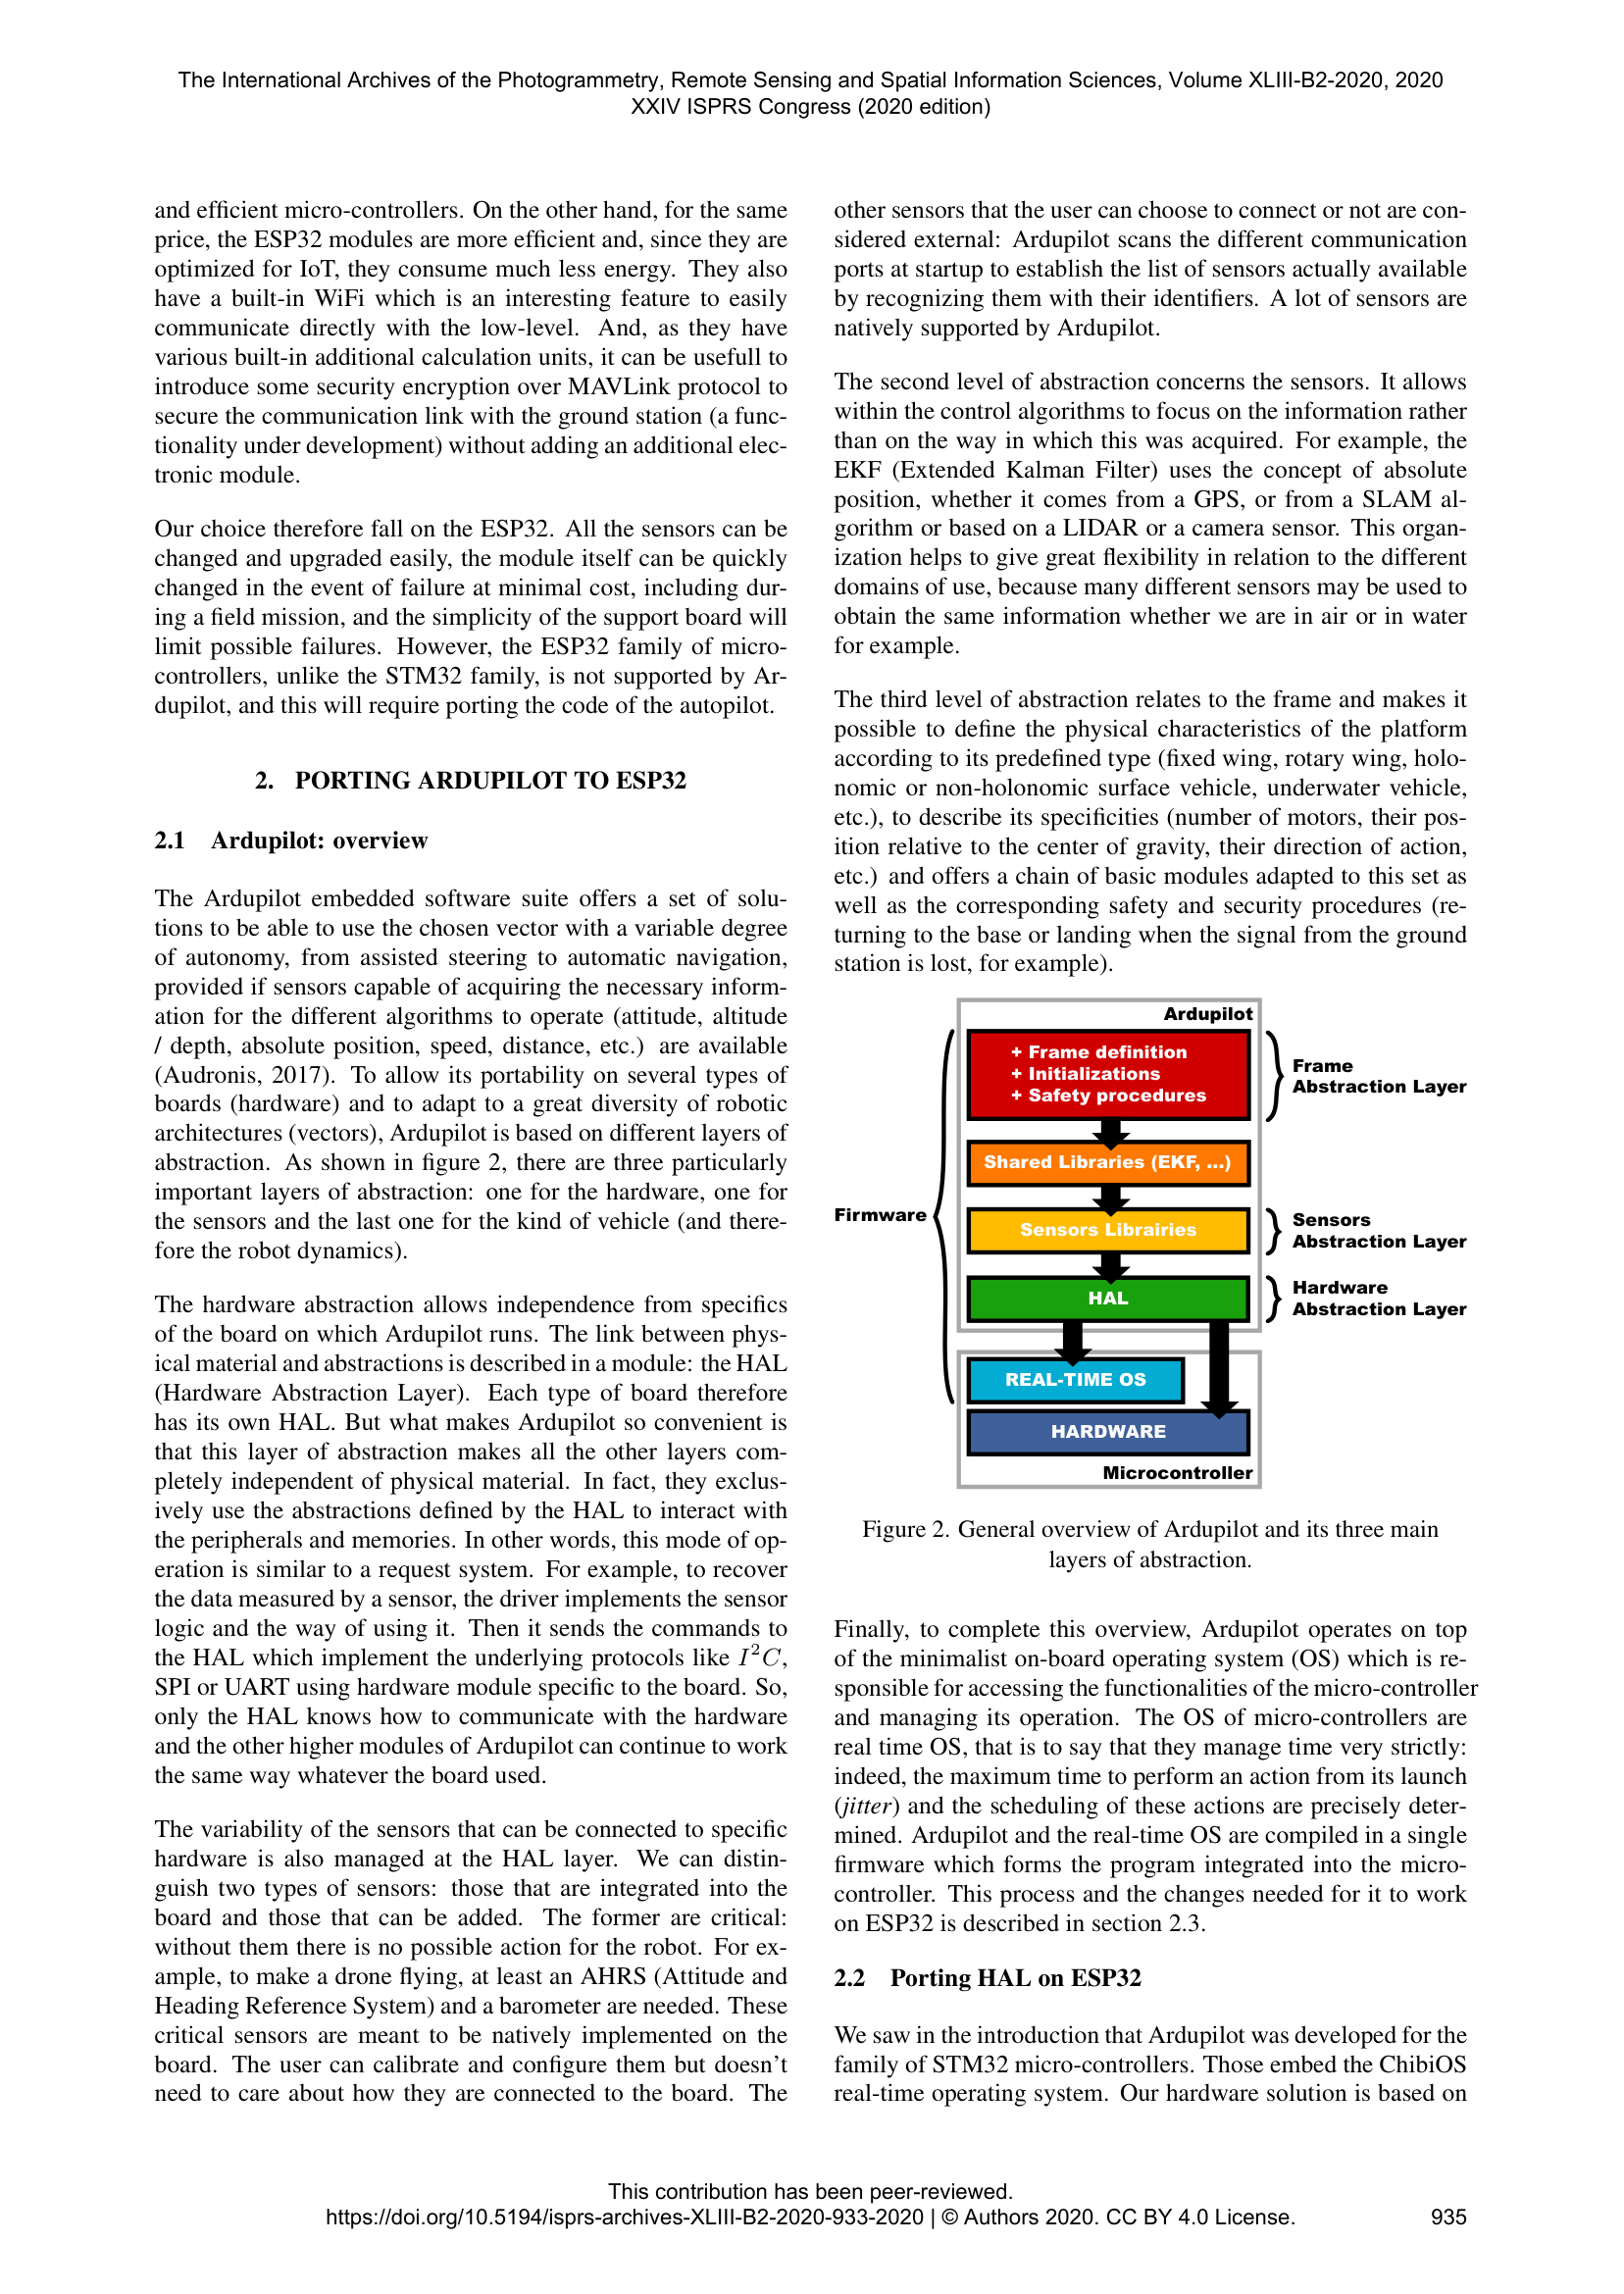 The International Archives of the Photogrammetry, Remote Sensing and Spatial Information Sciences, Volume XLIII-B2-2020, 2020
XXIV ISPRS Congress (2020 edition)
and efficient micro-controllers. On the other hand, for the same
price, the ESP32 modules are more efficient and, since they are
optimized for IoT, they consume much less energy. They also
have a built-in WiFi which is an interesting feature to easily
communicate directly with the low-level. And, as they have
various built-in additional calculation units, it can be usefull to
introduce some security encryption over MAVLink protocol to
secure the communication link with the ground station (a func-
tionality under development) without adding an additional elec-
tronic module.
Our choice therefore fall on the ESP32. All the sensors can be
changed and upgraded easily, the module itself can be quickly
changed in the event of failure at minimal cost, including dur-
ing a field mission, and the simplicity of the support board will
limit possible failures. However, the ESP32 family of micro-
controllers, unlike the STM32 family, is not supported by Ar-
dupilot, and this will require porting the code of the autopilot.
2. PORTING ARDUPILOT TO ESP32
2.1 Ardupilot: overview
The Ardupilot embedded software suite offers a set of solu-
tions to be able to use the chosen vector with a variable degree
of autonomy, from assisted steering to automatic navigation,
provided if sensors capable of acquiring the necessary inform-
ation for the different algorithms to operate (attitude, altitude
/ depth, absolute position, speed, distance, etc.) are available
(Audronis, 2017). To allow its portability on several types of
boards (hardware) and to adapt to a great diversity of robotic
architectures (vectors), Ardupilot is based on different layers of
abstraction. As shown in figure 2, there are three particularly
important layers of abstraction: one for the hardware, one for
the sensors and the last one for the kind of vehicle (and there-
fore the robot dynamics).
The hardware abstraction allows independence from specifics
of the board on which Ardupilot runs. The link between phys-
ical material and abstractions is described in a module: the HAL
(Hardware Abstraction Layer). Each type of board therefore
has its own HAL. But what makes Ardupilot so convenient is
that this layer of abstraction makes all the other layers com-
pletely independent of physical material. In fact, they exclus-
ively use the abstractions defined by the HAL to interact with
the peripherals and memories. In other words, this mode of op-
eration is similar to a request system. For example, to recover
the data measured by a sensor, the driver implements the sensor
logic and the way of using it. Then it sends the commands to
the HAL which implement the underlying protocols like I²C,
SPI or UART using hardware module specific to the board. So,
only the HAL knows how to communicate with the hardware
and the other higher modules of Ardupilot can continue to work
the same way whatever the board used.
The variability of the sensors that can be connected to specific
hardware is also managed at the HAL layer. We can distin-
guish two types of sensors: those that are integrated into the
board and those that can be added. The former are critical:
without them there is no possible action for the robot. For ex-
ample, to make a drone flying, at least an AHRS (Attitude and
Heading Reference System) and a barometer are needed. These
critical sensors are meant to be natively implemented on the
board. The user can calibrate and configure them but doesn't
need to care about how they are connected to the board. The
other sensors that the user can choose to connect or not are con-
sidered external: Ardupilot scans the different communication
ports at startup to establish the list of sensors actually available
by recognizing them with their identifiers. A lot of sensors are
natively supported by Ardupilot.
The second level of abstraction concerns the sensors. It allows
within the control algorithms to focus on the information rather
than on the way in which this was acquired. For example, the
EKF (Extended Kalman Filter) uses the concept of absolute
position, whether it comes from a GPS, or from a SLAM al-
gorithm or based on a LIDAR or a camera sensor. This organ-
ization helps to give great flexibility in relation to the different
domains of use, because many different sensors may be used to
obtain the same information whether we are in air or in water
for example.
The third level of abstraction relates to the frame and makes it
possible to define the physical characteristics of the platform
according to its predefined type (fixed wing, rotary wing, holo-
nomic or non-holonomic surface vehicle, underwater vehicle,
etc.), to describe its specificities (number of motors, their pos-
ition relative to the center of gravity, their direction of action,
etc.) and offers a chain of basic modules adapted to this set as
well as the corresponding safety and security procedures (re-
turning to the base or landing when the signal from the ground
station is lost, for example).
Ardupilot
+ Frame definition
+ Initializations
+ Safety procedures
Frame
Abstraction Layer
Shared Libraries (EKF, ...)
Firmware
Sensors Librairies
Sensors
Abstraction Layer
HAL
Hardware
Abstraction Layer
REAL-TIME OS
HARDWARE
Microcontroller
Figure 2. General overview of Ardupilot and its three main
layers of abstraction.
Finally, to complete this overview, Ardupilot operates on top
of the minimalist on-board operating system (OS) which is re-
sponsible for accessing the functionalities of the micro-controller
and managing its operation. The OS of micro-controllers are
real time OS, that is to say that they manage time very strictly:
indeed, the maximum time to perform an action from its launch
(jitter) and the scheduling of these actions are precisely deter-
mined. Ardupilot and the real-time OS are compiled in a single
firmware which forms the program integrated into the micro-
controller. This process and the changes needed for it to work
on ESP32 is described in section 2.3.
2.2 Porting HAL on ESP32
We saw in the introduction that Ardupilot was developed for the
family of STM32 micro-controllers. Those embed the ChibiOS
real-time operating system. Our hardware solution is based on
This contribution has been peer-reviewed.
https://doi.org/10.5194/isprs-archives-XLIII-B2-2020-933-2020 | © Authors 2020. CC BY 4.0 License.
935